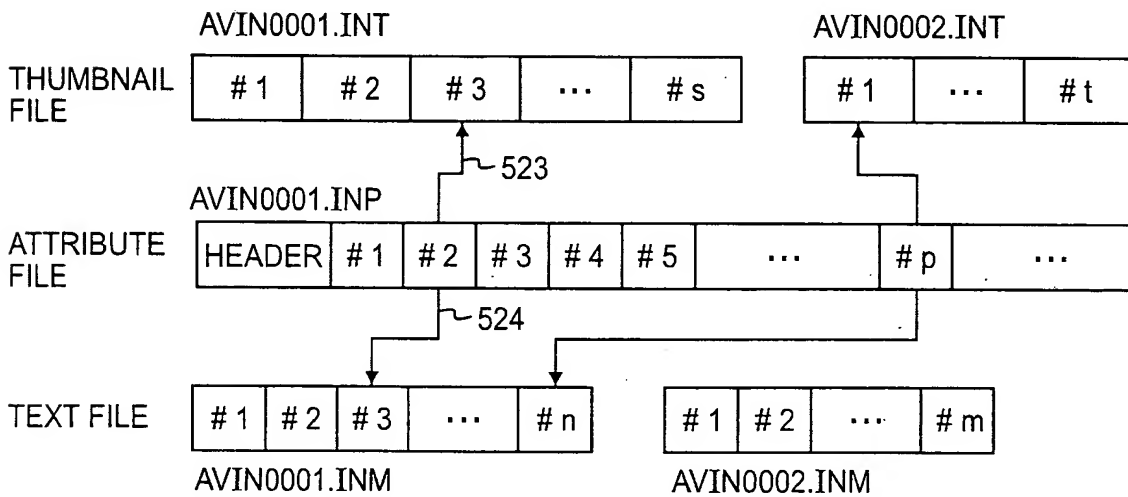 AVIN0001.INT AVIN0002.INT
THUMBNAIL FILE
# 1 # 2 # 3 ... # s # 1 ... # t
523
AVIN0001.INP
ATTRIBUTE FILE
HEADER # 1 # 2 # 3 # 4 # 5 ... # p ...
524
TEXT FILE
# 1 # 2 # 3 ... # n # 1 # 2 ... # m
AVIN0001.INM AVIN0002.INM